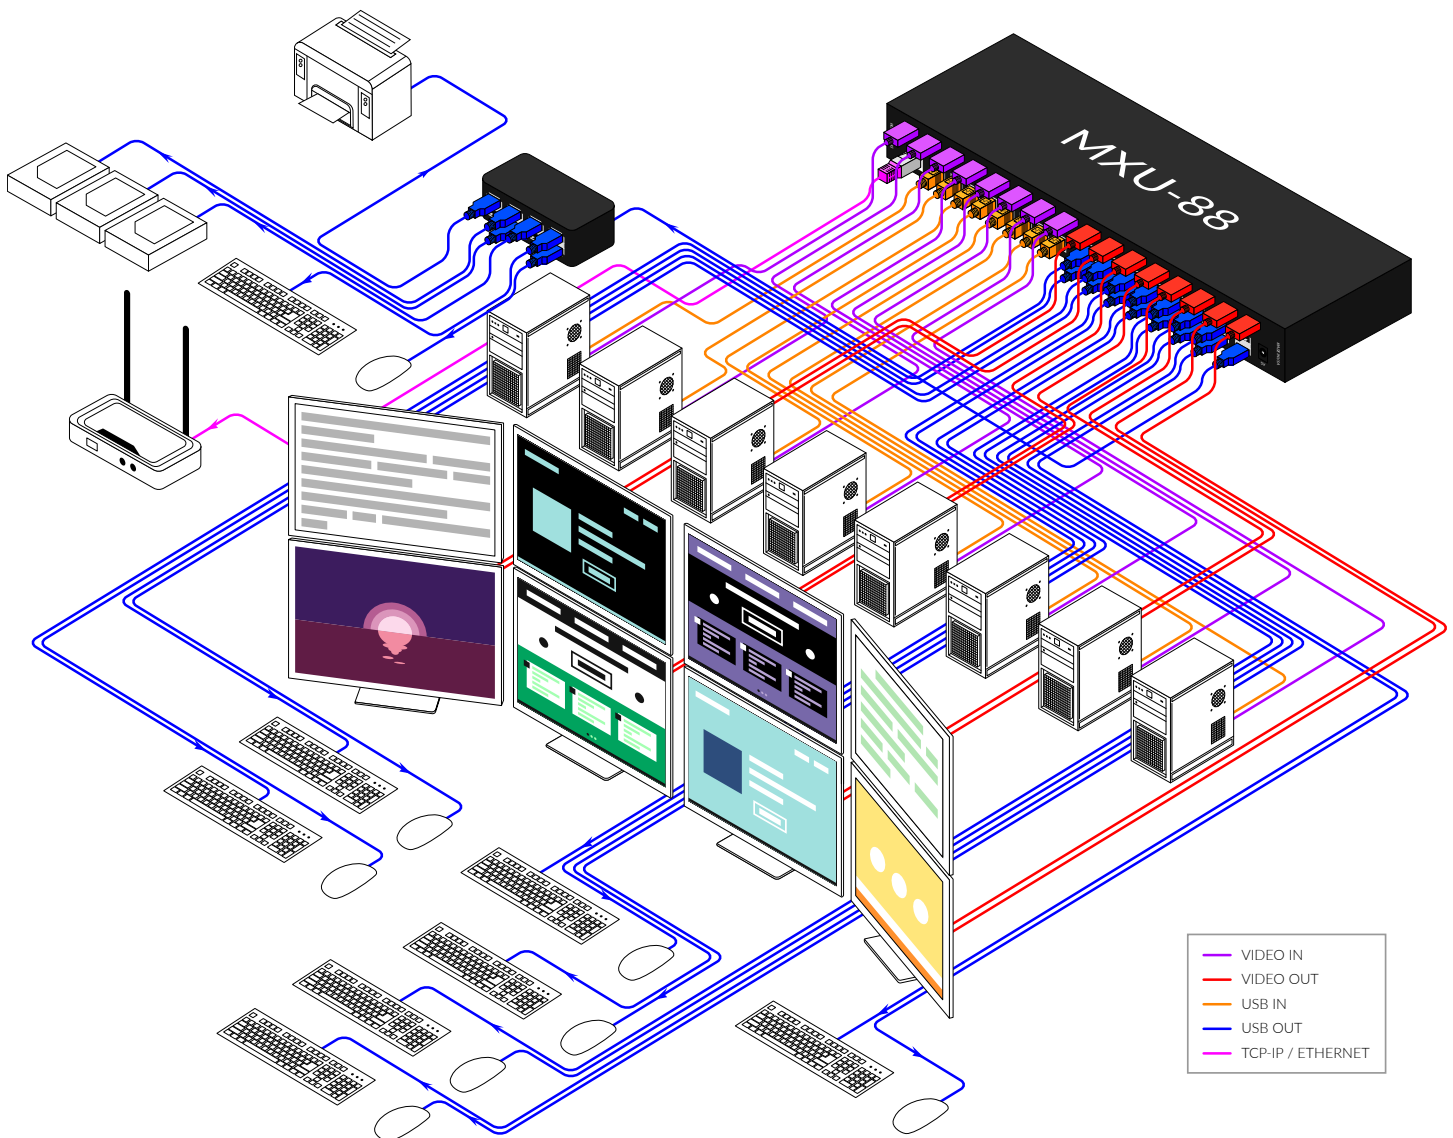 MXU-88
VIDEO IN
VIDEO OUT
USB IN
USB OUT
TCP-IP / ETHERNET